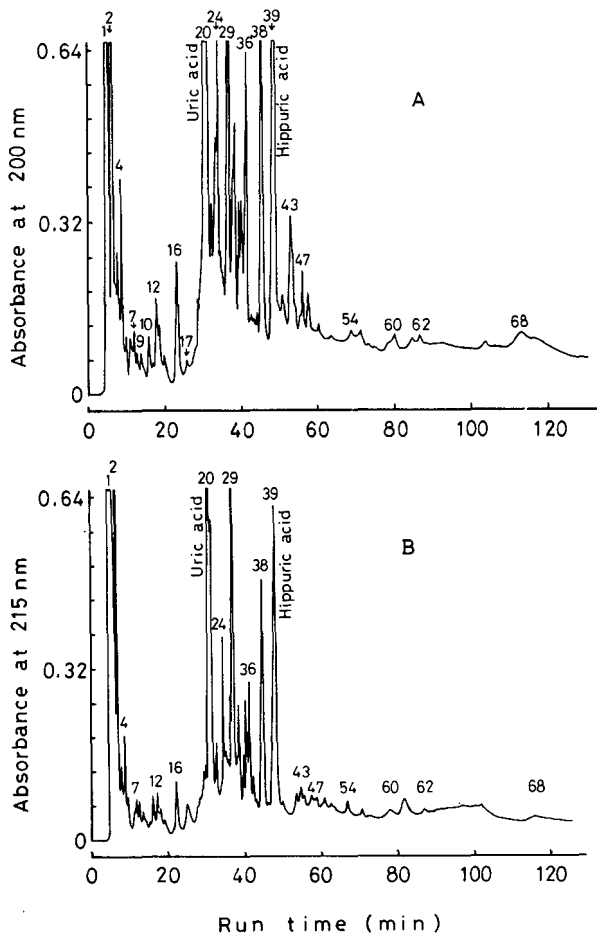 2 24 39
1 20 29 38
0.64 36
Uric acid
Hippuric acid
A
4
0.32
43
16 47
12
7 10
9 17
54 60 62 68
0
Absorbance at 200 nm
0 20 40 60 80 100 120
2 20 29 39
1
0.64
Uric acid
Hippuric acid
B
38
24
0.32 36
4
7 12 16
43 47 54 60 62 68
0
Absorbance at 215 nm
0 20 40 60 80 100 120
Run time (min)